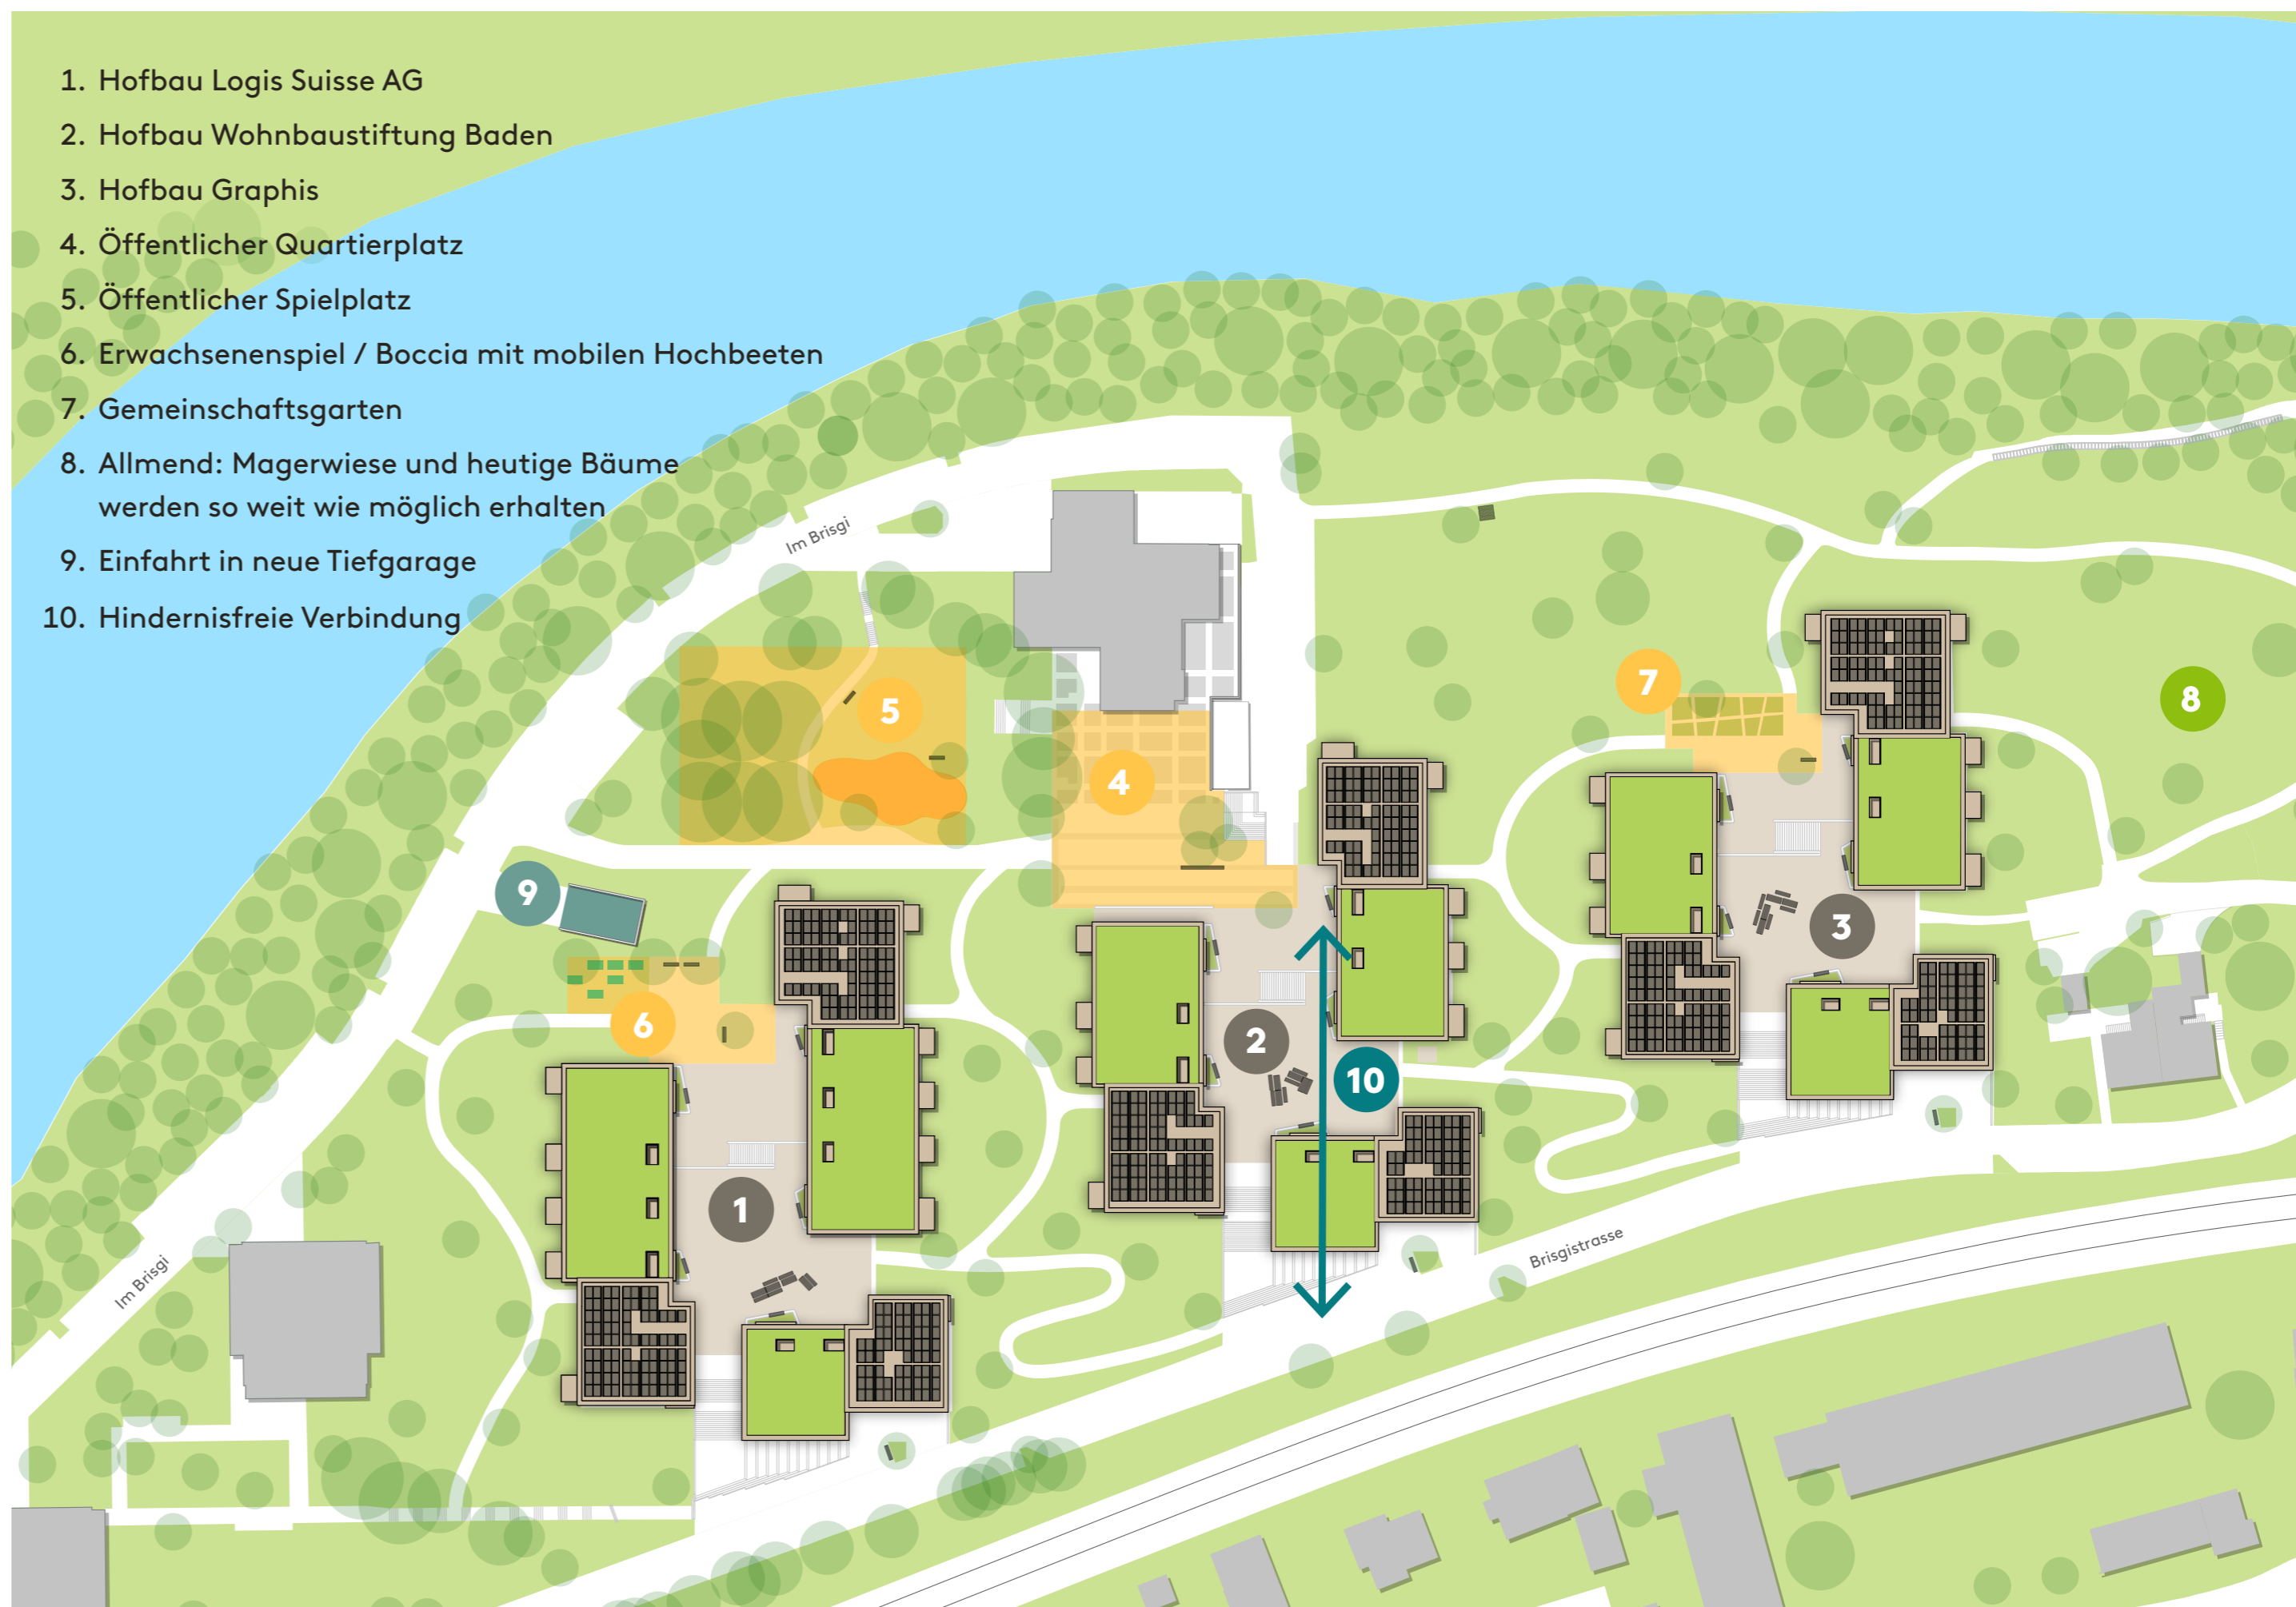 1. Hofbau Logis Suisse AG
2. Hofbau Wohnbaustiftung Baden
3. Hofbau Graphis
4. Öffentlicher Quartierplatz
5. Öffentlicher Spielplatz
6. Erwachsenenspiel / Boccia mit mobilen Hochbeeten
7. Gemeinschaftsgarten
8. Allmend: Magerwiese und heutige Bäume
werden so weit wie möglich erhalten
9. Einfahrt in neue Tiefgarage
10. Hindernisfreie Verbindung
Im Brisgi
7
8
5
4
9
3
6
2
10
1
Brisgistrasse
Im Brisgi